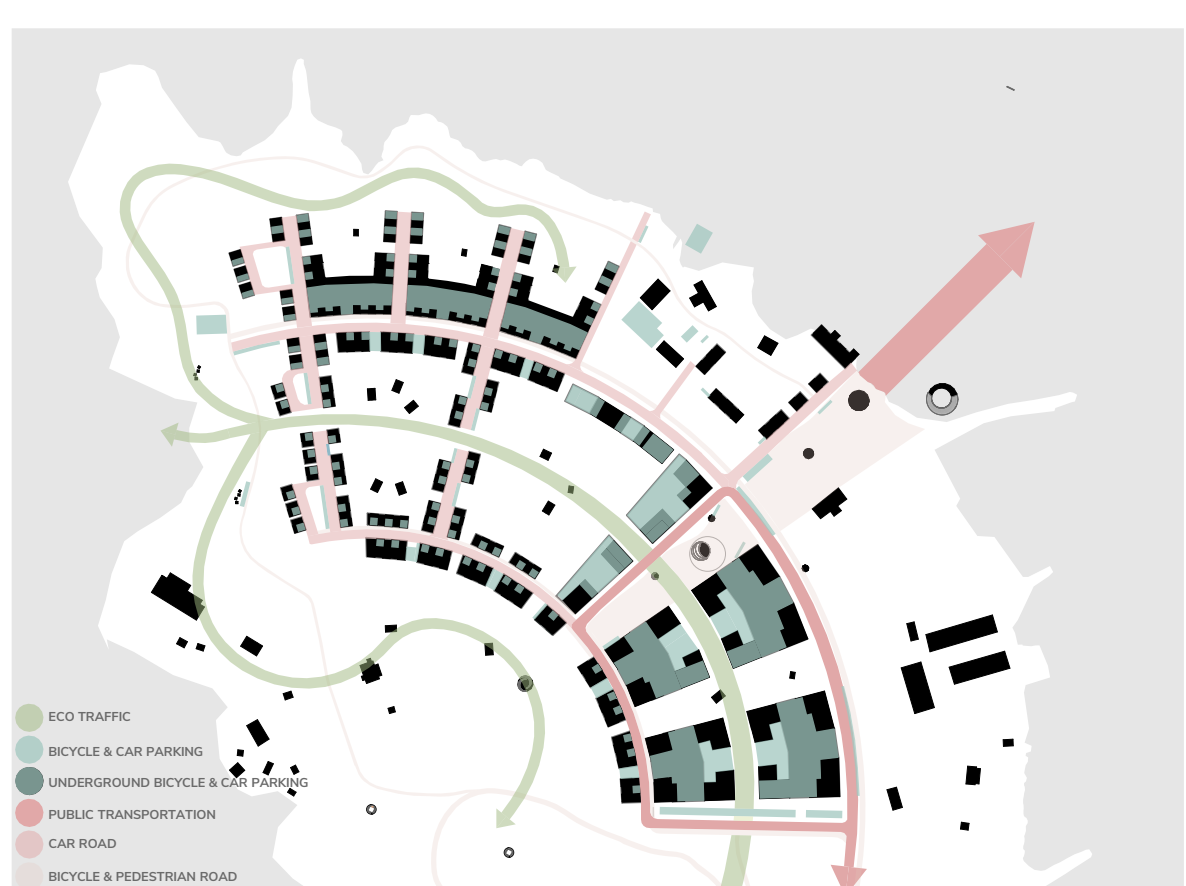 ECO TRAFFIC
BICYCLE & CAR PARKING
UNDERGROUND BICYCLE & CAR PARKING
PUBLIC TRANSPORTATION
CAR ROAD
BICYCLE & PEDESTRIAN ROAD